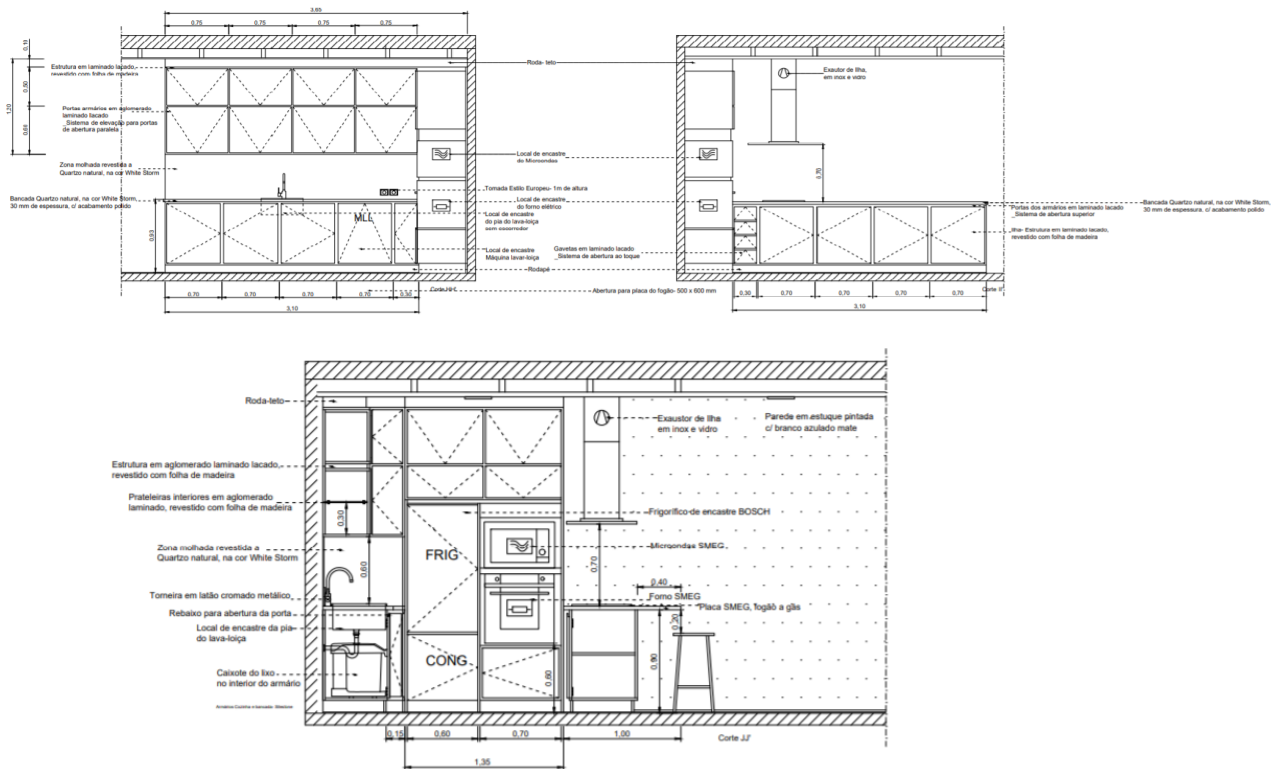 3,65
0,75
0,75
0,75
0,75
0,10
Estrutura em laminado lacado,
revestido com folha de madeira
0,50
1,20
Portas armários em aglomerado
laminado lacado
_Sistema de elevação para portas
de abertura paralela
0,60
Zona molhada revestida a
Quartzo natural, na cor White Storm
Bancada Quartzo natural, na cor White Storm,
30 mm de espessura, c/ acabamento polido
0,93
MLL
0,70
0,70
0,70
0,70
0,30
3,10
Corte HH'
Roda- teto
Local de encastre
do Microondas
Tomada Estilo Europeu- 1m de altura
Local de encastre
do forno elétrico
Local de encastre
do pia do lava-loiça
com escorredor
Local de encastre
Máquina lavar-loiça
Gavetas em laminado lacado
_Sistema de abertura ao toque
Rodapé
Abertura para placa do fogão- 500 x 600 mm
Exautor de ilha,
em inox e vidro
0,70
Bancada Quartzo natural, na cor White Storm,
30 mm de espessura, c/ acabamento polido
Portas dos armários em laminado lacado
_Sistema de abertura superior
Ilha- Estrutura em laminado lacado,
revestido com folha de madeira
0,30
0,70
0,70
0,70
0,70
3,10
Corte II'
Roda-teto
Estrutura em aglomerado laminado lacado,
revestido com folha de madeira
Prateleiras interiores em aglomerado
laminado, revestido com folha de madeira
0,30
Zona molhada revestida a
Quartzo natural, na cor White Storm
0,60
Torneira em latão cromado metálico
Rebaixo para abertura da porta
Local de encastre da pia
do lava-loiça
Caixote do lixo
no interior do armário
FRIG
CONG
Exaustor de Ilha
em inox e vidro
Parede em estuque pintada
c/ branco azulado mate
Frigorífico de encastre BOSCH
Microondas SMEG
0,70
0,40
Forno SMEG
Placa SMEG, fogão a gás
0,20
0,90
0,60
0,15
0,60
0,70
1,00
1,35
Corte JJ'